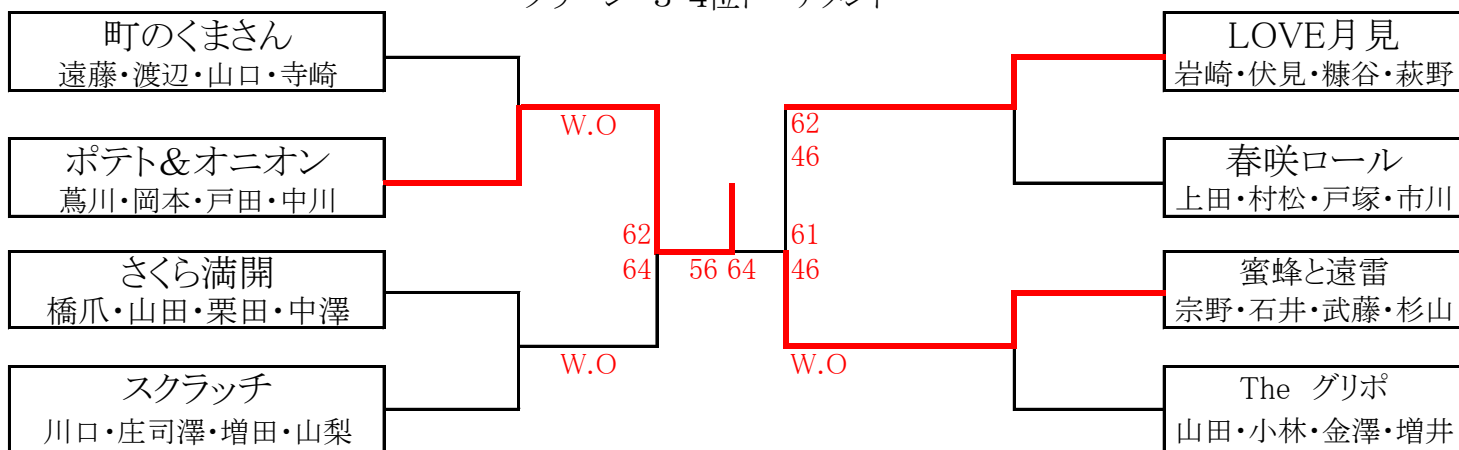 町のくまさん
遠藤・渡辺・山口・寺崎
ポテト&オニオン
蔦川・岡本・戸田・中川
さくら満開
橋爪・山田・栗田・中澤
スクラッチ
川口・庄司澤・増田・山梨
W.O
62
64
W.O
56 64
62
46
61
46
W.O
LOVE月見
岩崎・伏見・糠谷・萩野
春咲ロール
上田・村松・戸塚・市川
蜜蜂と遠雷
宗野・石井・武藤・杉山
The グリポ
山田・小林・金澤・増井